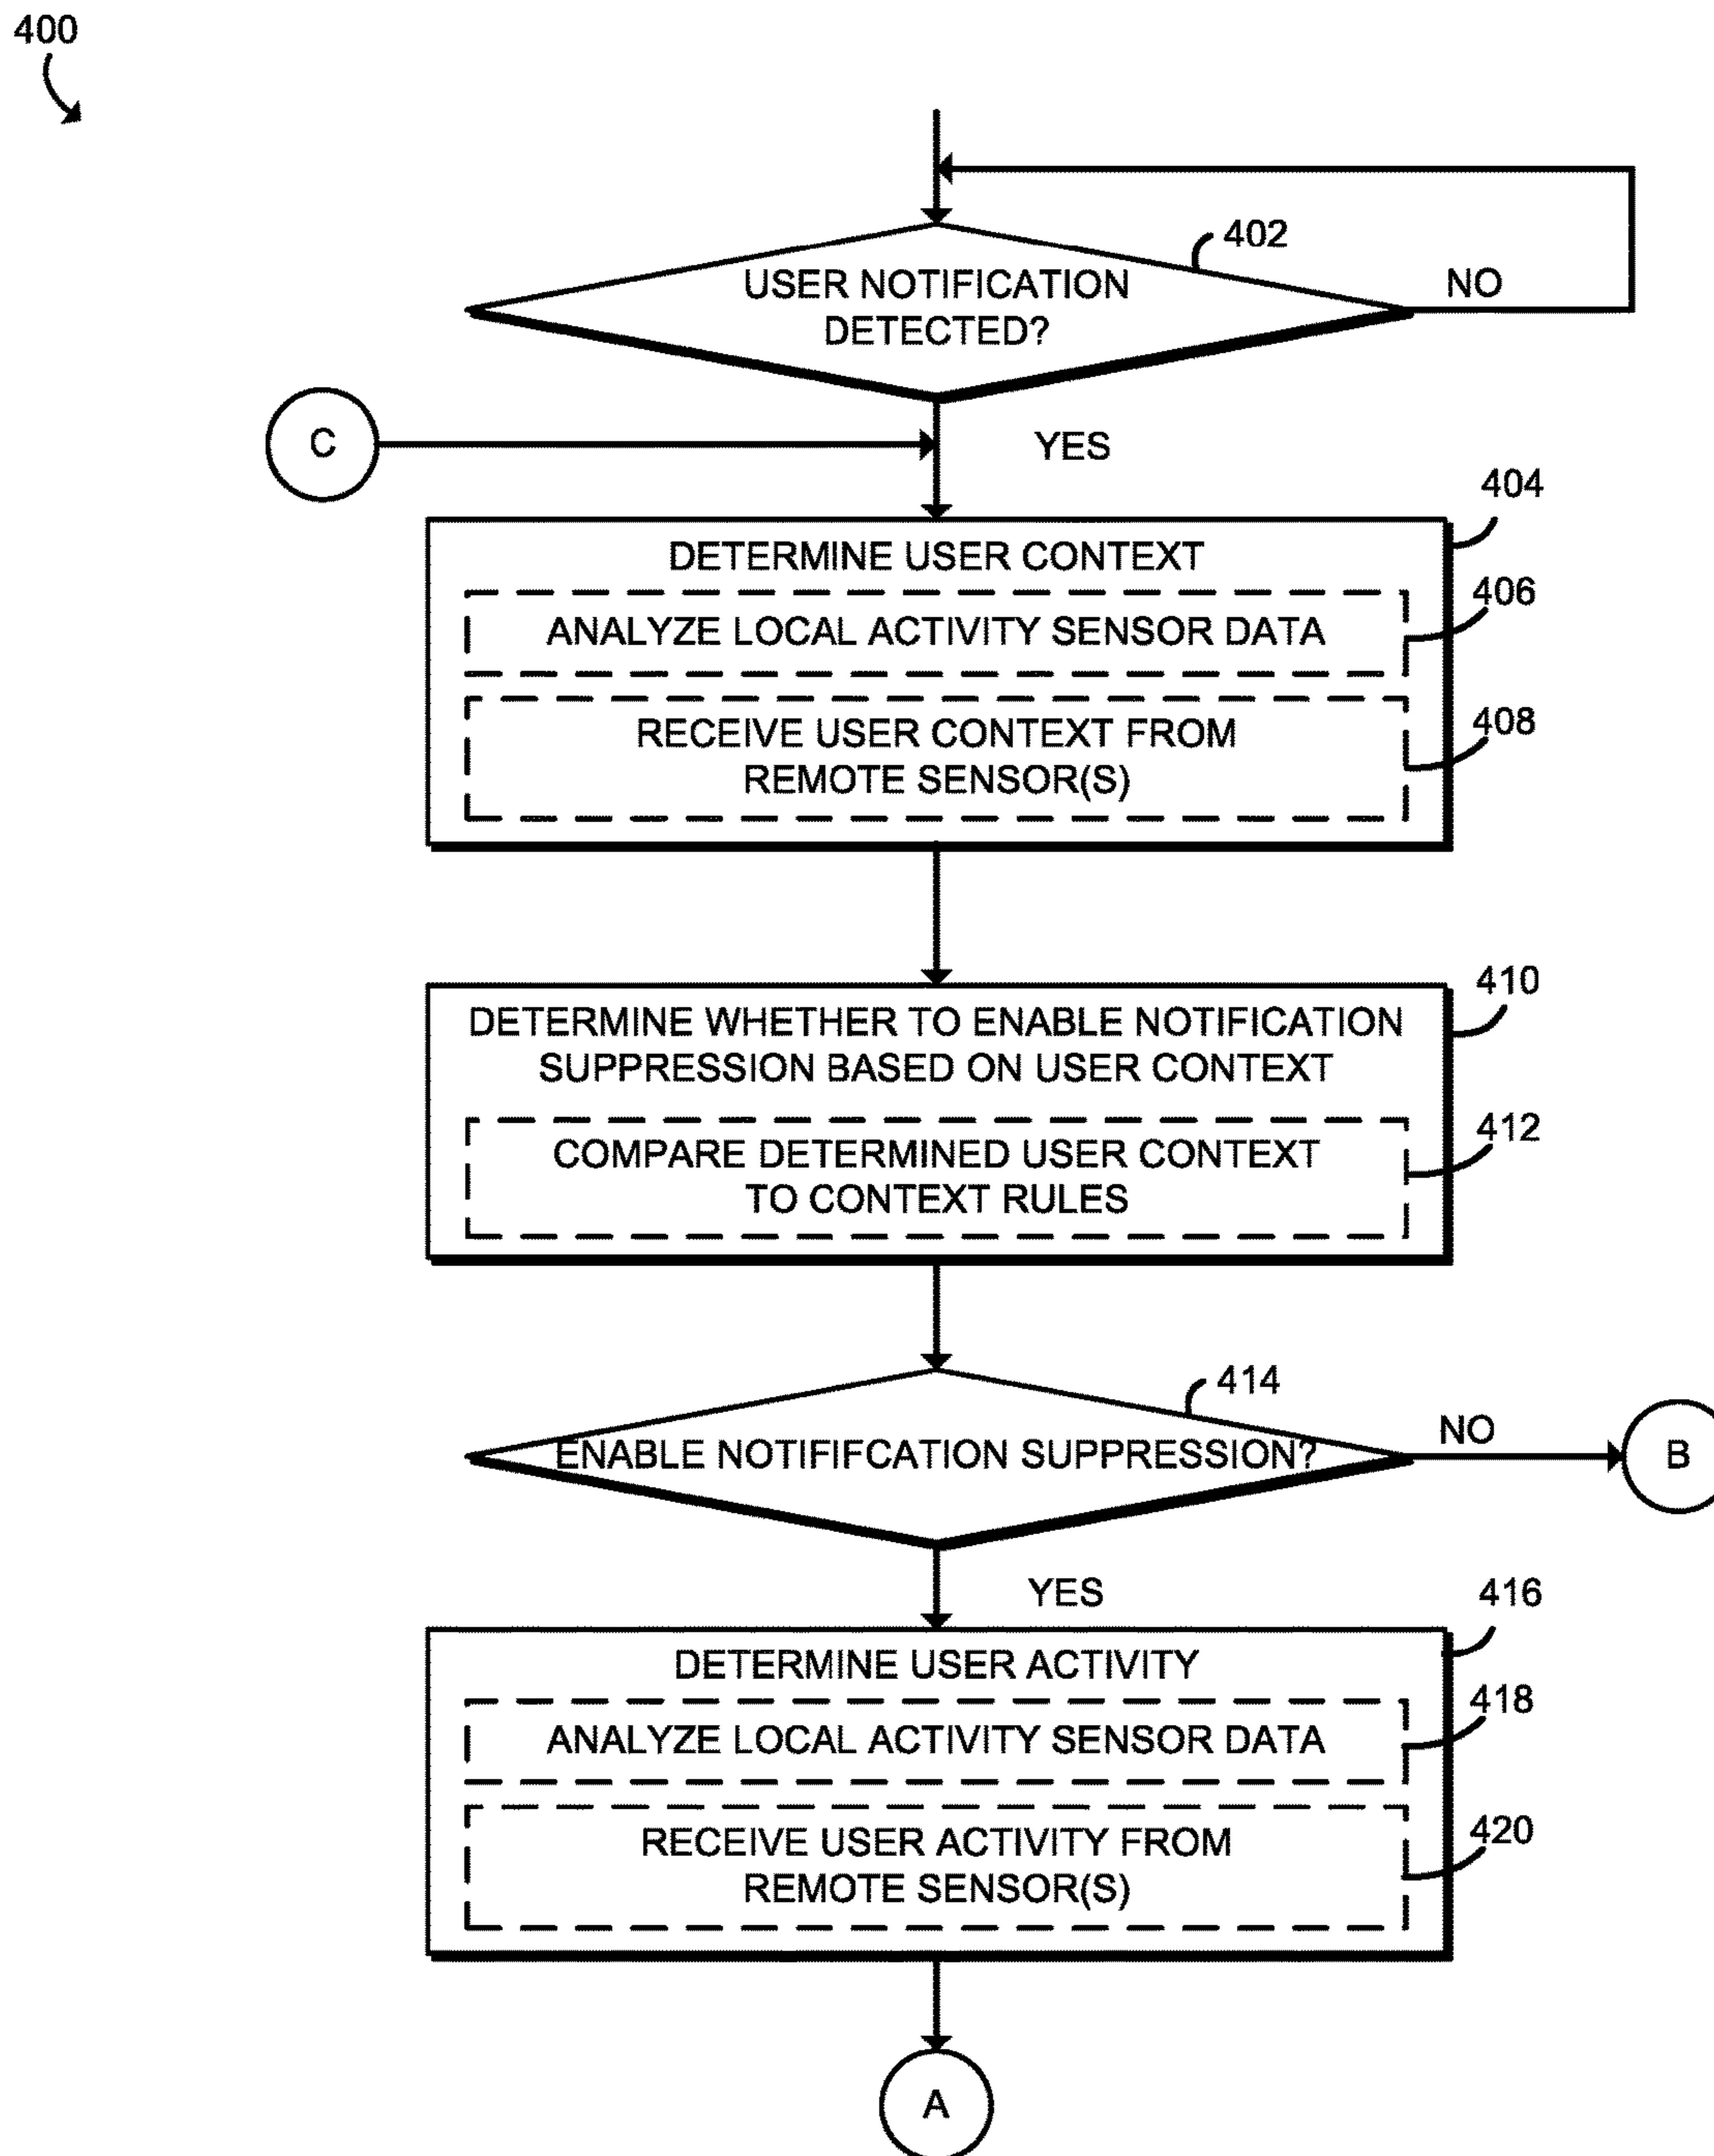 400
402
USER NOTIFICATION
DETECTED?
NO
C
YES
404
DETERMINE USER CONTEXT
406
ANALYZE LOCAL ACTIVITY SENSOR DATA
408
RECEIVE USER CONTEXT FROM
REMOTE SENSOR(S)
410
DETERMINE WHETHER TO ENABLE NOTIFICATION
SUPPRESSION BASED ON USER CONTEXT
412
COMPARE DETERMINED USER CONTEXT
TO CONTEXT RULES
414
ENABLE NOTIFIFCATION SUPPRESSION?
NO
B
YES
416
DETERMINE USER ACTIVITY
418
ANALYZE LOCAL ACTIVITY SENSOR DATA
420
RECEIVE USER ACTIVITY FROM
REMOTE SENSOR(S)
A